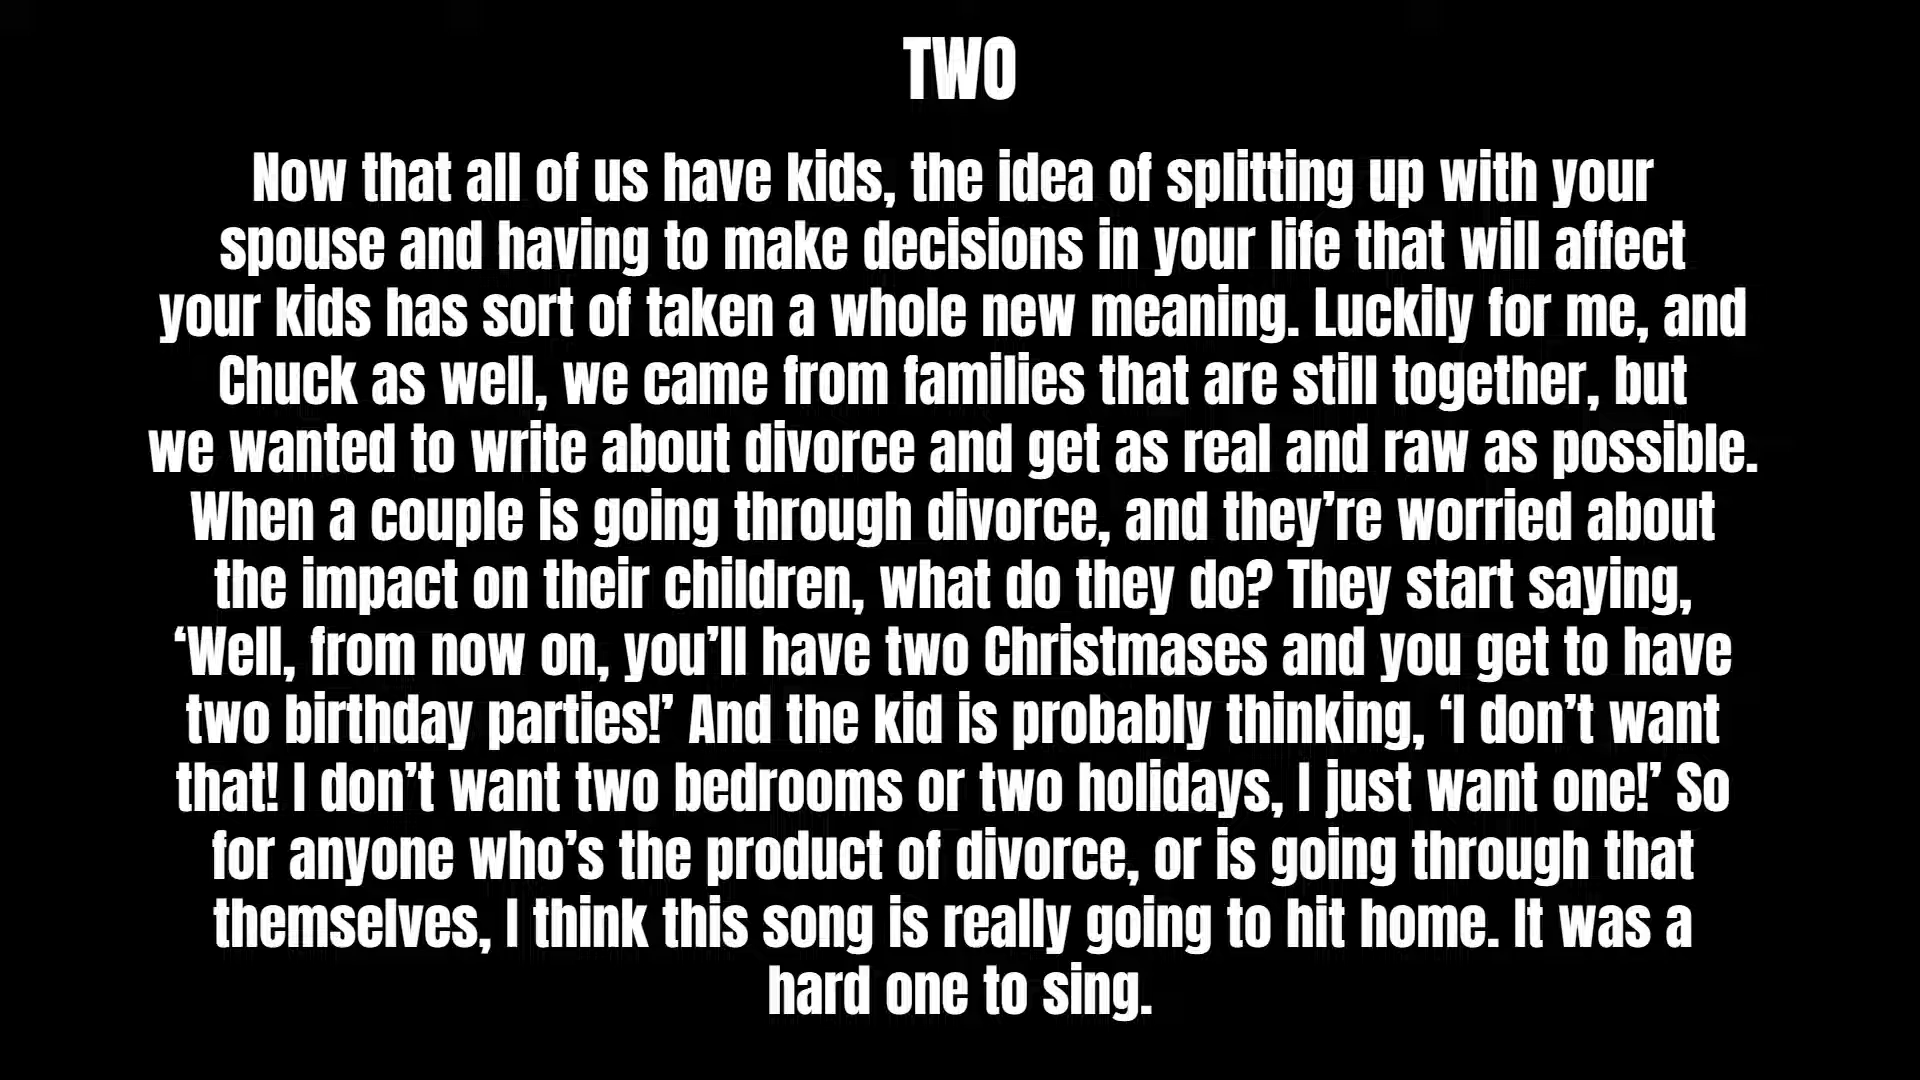 TWO
Now that all of us have kids, the idea of splitting up with your
spouse and having to make decisions in your life that will affect
your kids has sort of taken a whole new meaning. Luckily for me, and
Chuck as well, we came from families that are still together, but
we wanted to write about divorce and get as real and raw as possible.
When a couple is going through divorce, and they’re worried about
the impact on their children, what do they do? They start saying,
‘Well, from now on, you’ll have two Christmases and you get to have
two birthday parties!’ And the kid is probably thinking, ‘I don’t want
that! I don’t want two bedrooms or two holidays, I just want one!’ So
for anyone who’s the product of divorce, or is going through that
themselves, I think this song is really going to hit home. It was a
hard one to sing.